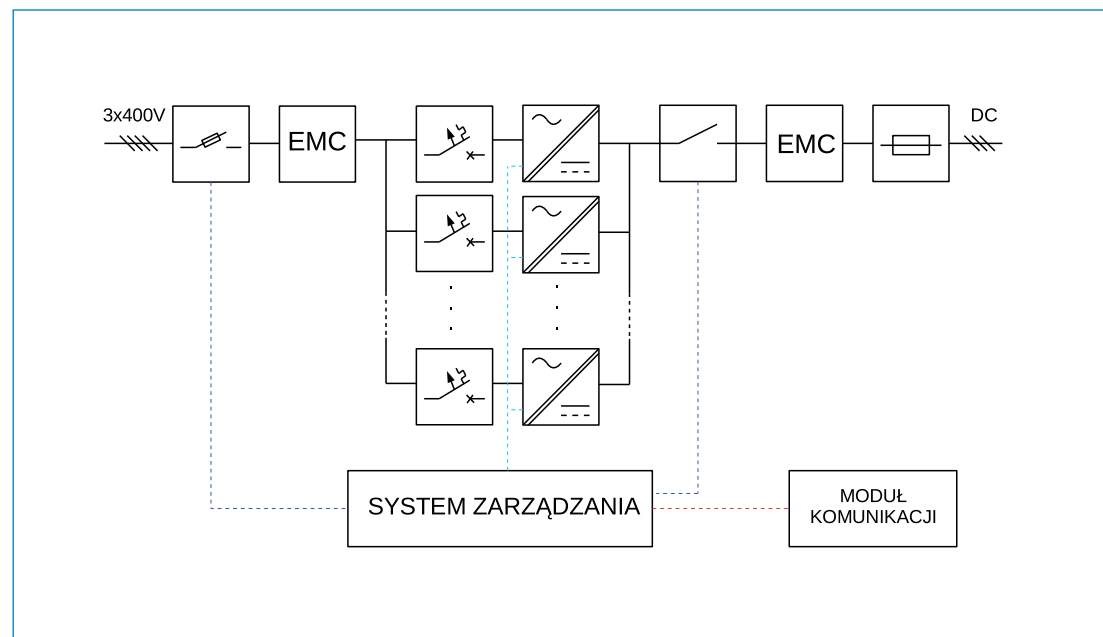 3x400V
EMC
EMC
DC
SYSTEM ZARZĄDZANIA
MODUŁ
KOMUNIKACJI